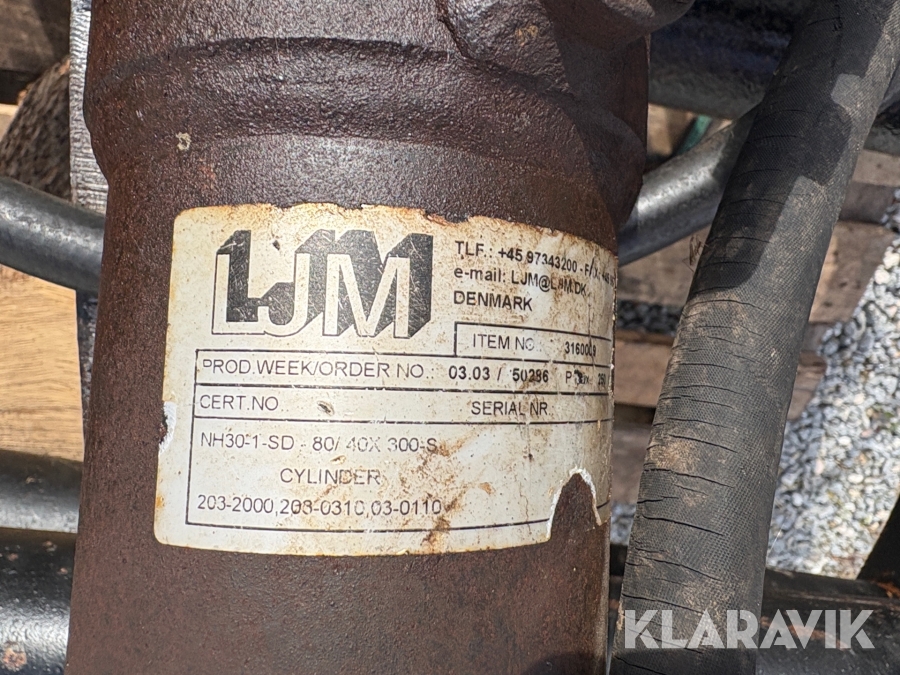 LJM
TLF.: +45 97343200 -
e-mail: LJM@LJM.DK
DENMARK
ITEM NO.:
PROD.WEEK/ORDER NO.: 03.03 / 50286
CERT.NO. SERIAL NR.
NH30-1-SD - 80/ 40X 300-S
CYLINDER
203-2000,203-0310,03-0110
KLARAVIK